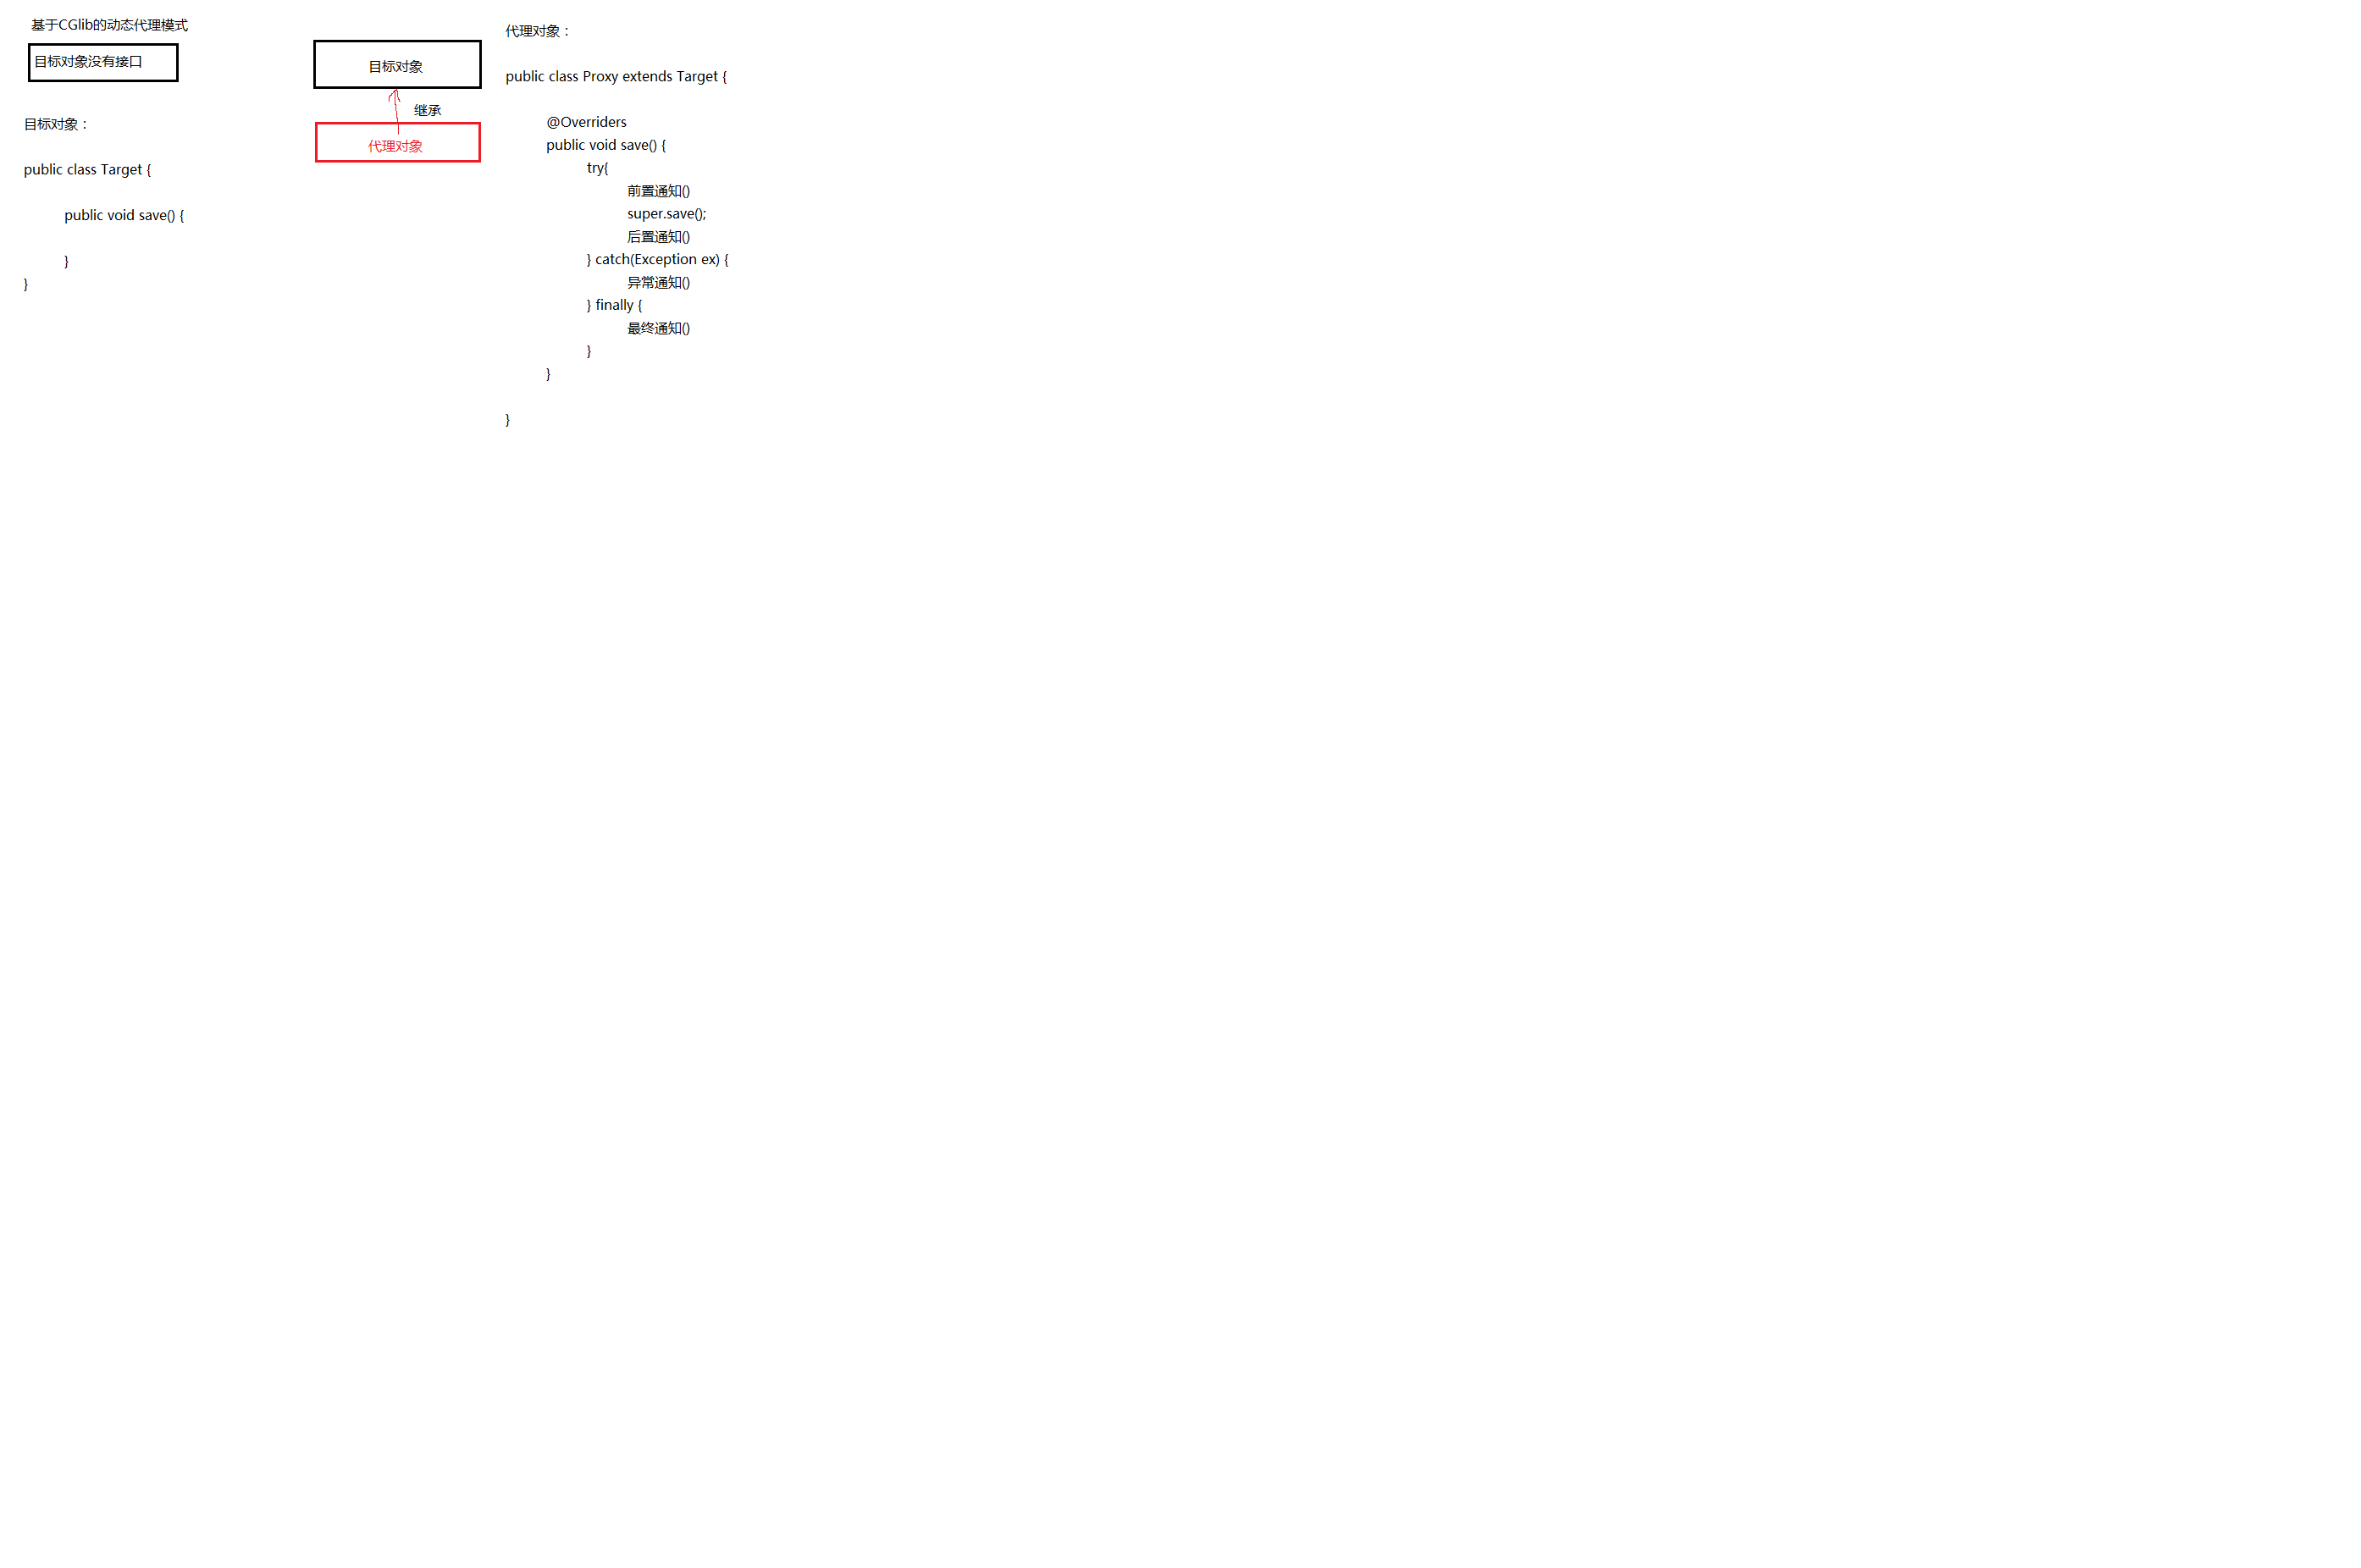 基于CGlib的动态代理模式
目标对象没有接口
目标对象：
public class Target {
public void save() {
}
}
目标对象
继承
代理对象
代理对象：
public class Proxy extends Target {
@Overriders
public void save() {
try{
前置通知()
super.save();
后置通知()
} catch(Exception ex) {
异常通知()
} finally {
最终通知()
}
}
}